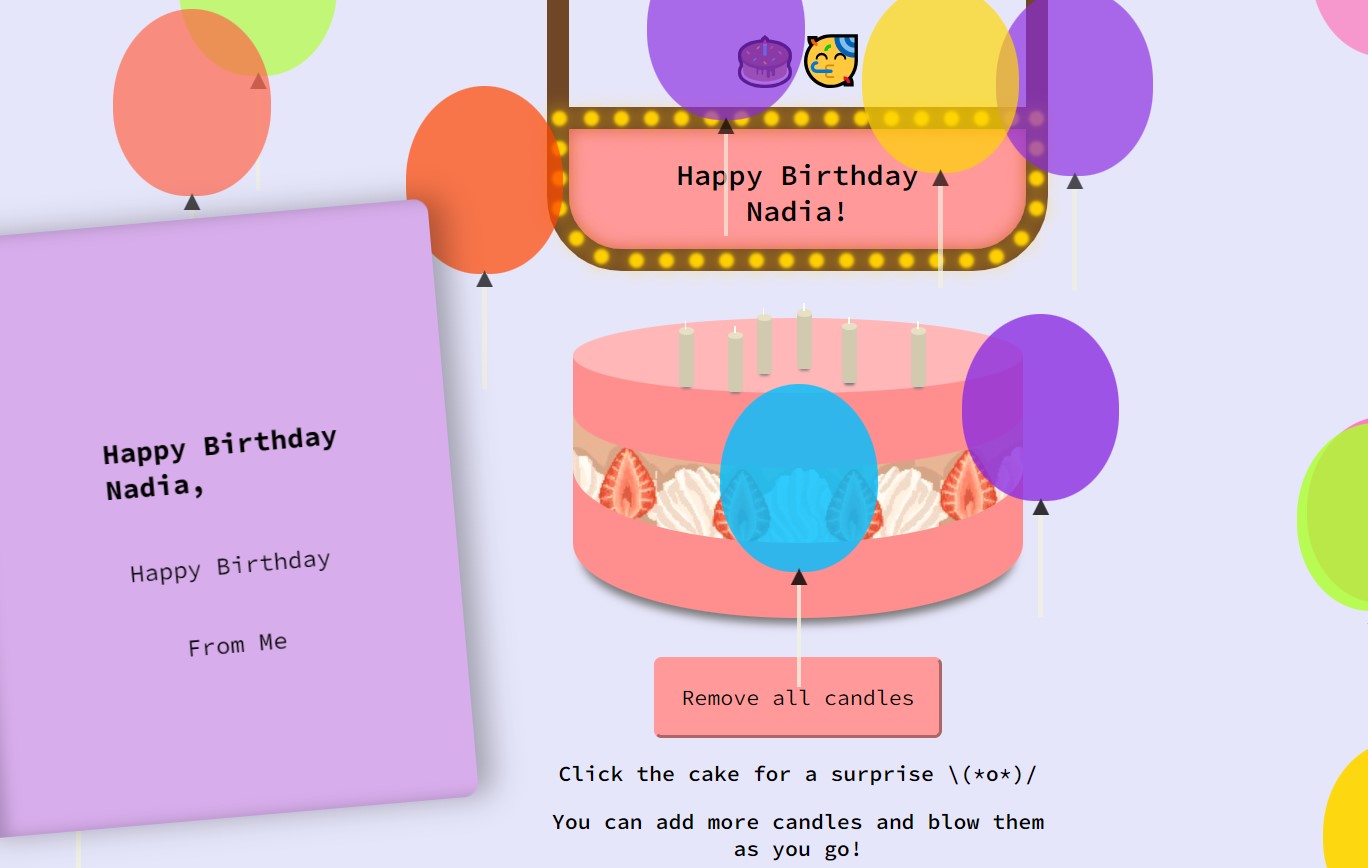 Happy Birthday
Nadia!
Happy Birthday
Nadia,
Happy Birthday
From Me
Remove all candles
Click the cake for a surprise \(*o*)/
You can add more candles and blow them
as you go!